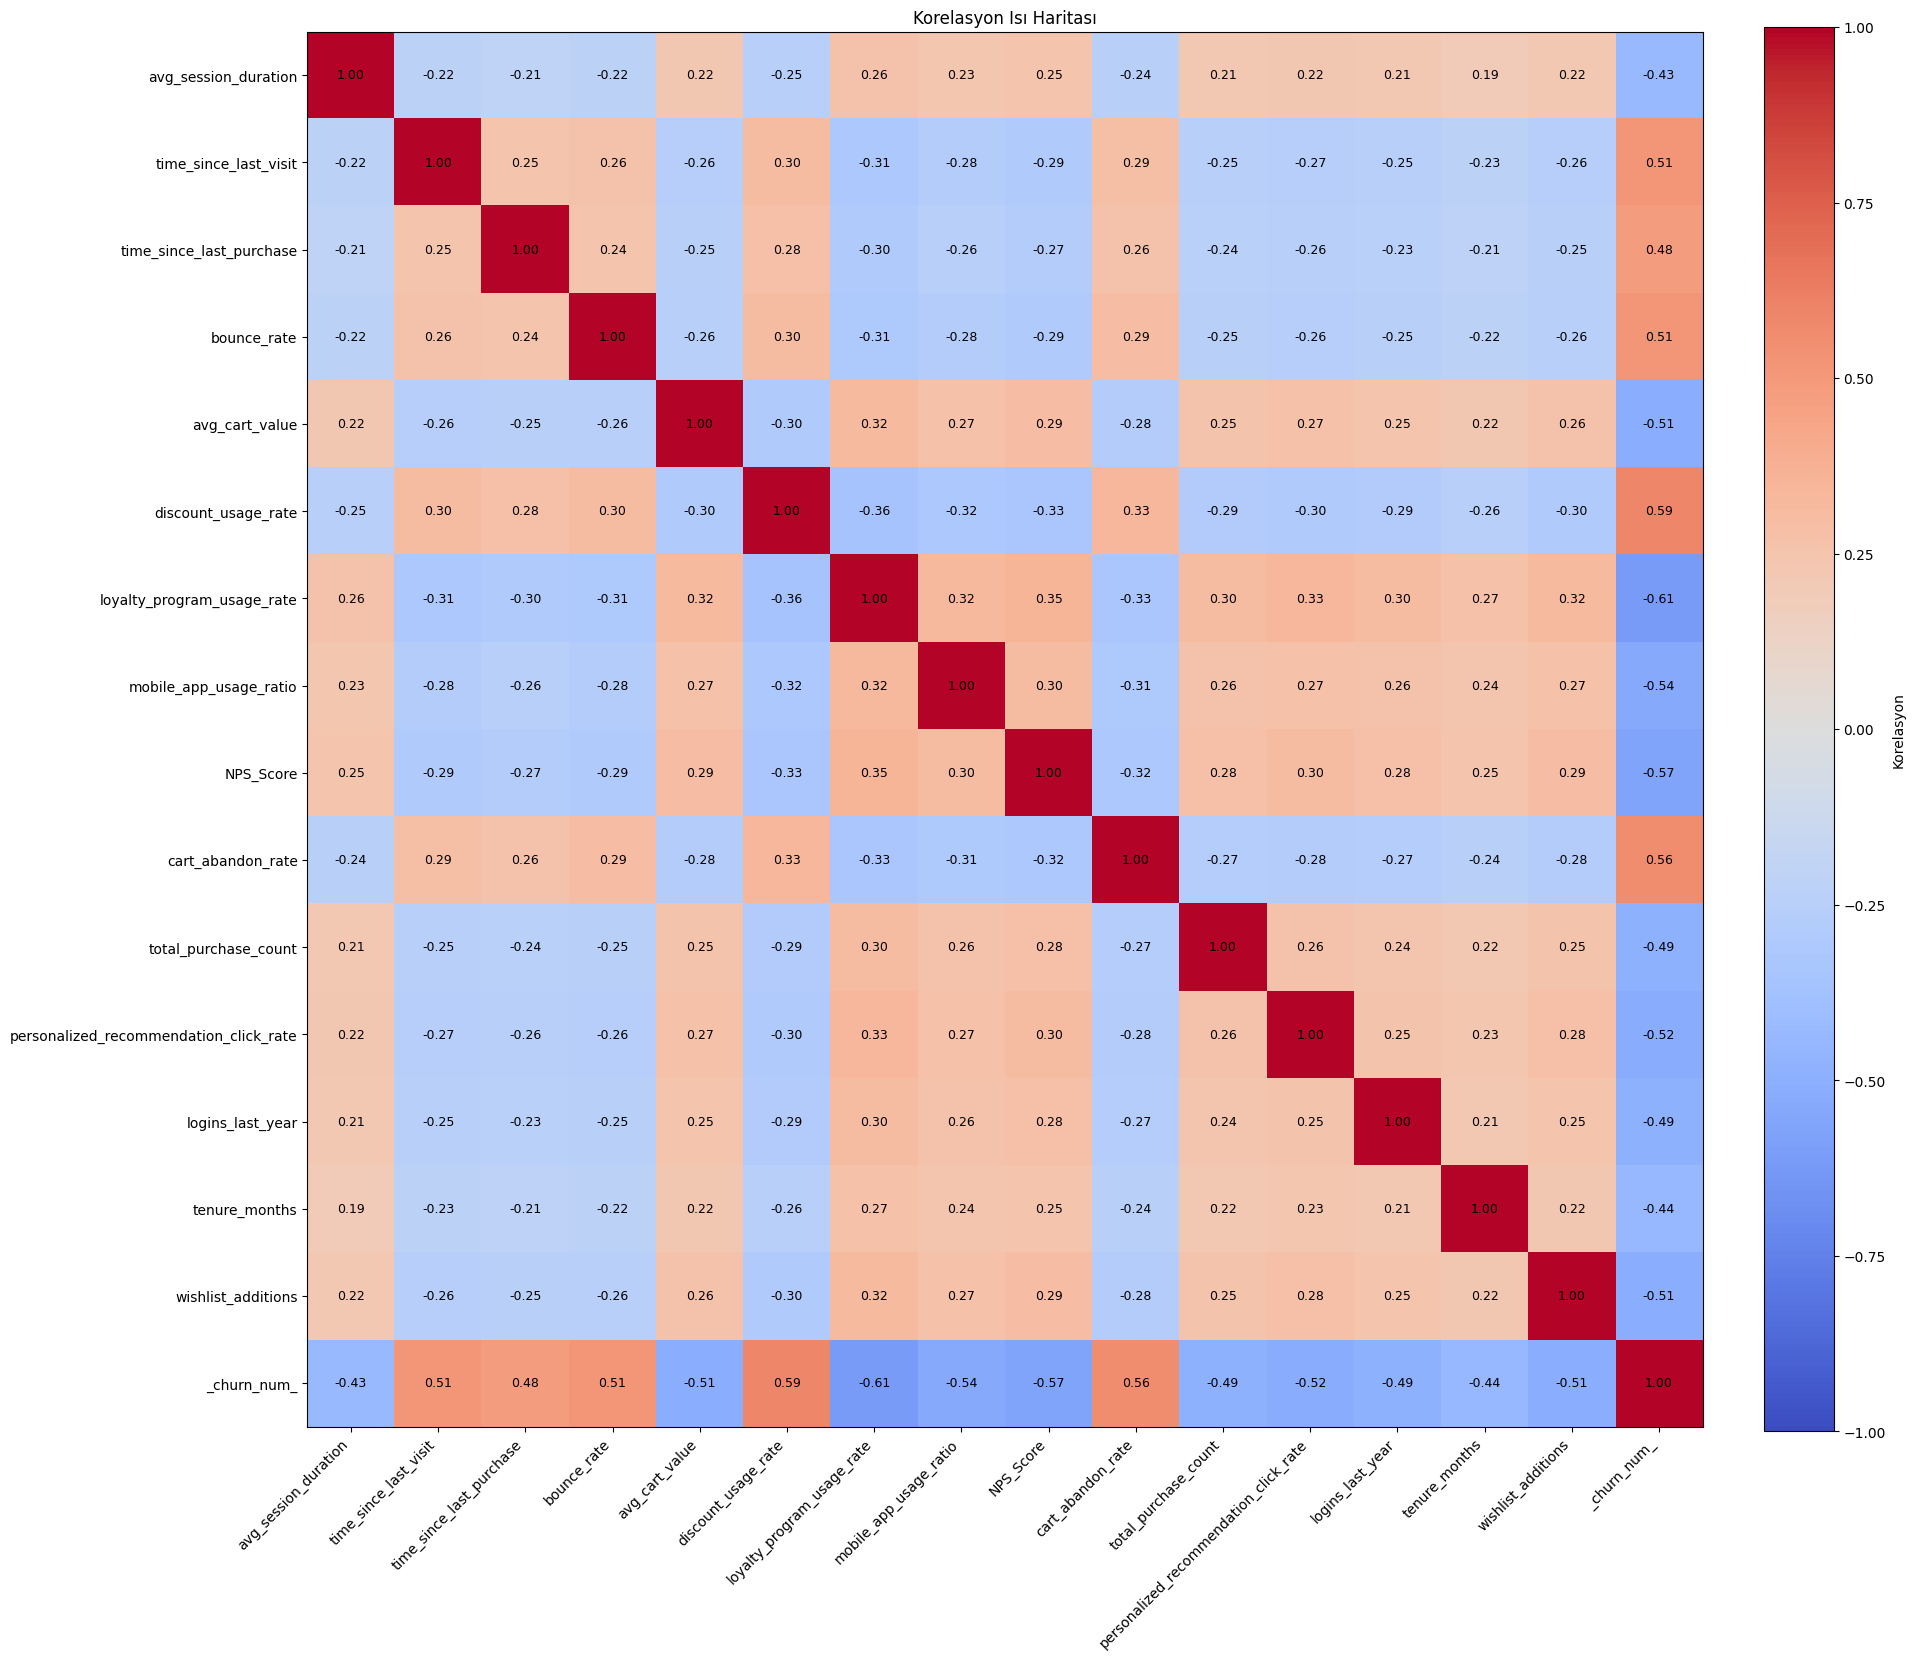 Korelasyon Isı Haritası
avg_session_duration 1.00 -0.22 -0.21 -0.22 0.22 -0.25 0.26 0.23 0.25 -0.24 0.21 0.22 0.21 0.19 0.22 -0.43
time_since_last_visit -0.22 1.00 0.25 0.26 -0.26 0.30 -0.31 -0.28 -0.29 0.29 -0.25 -0.27 -0.25 -0.23 -0.26 0.51
time_since_last_purchase -0.21 0.25 1.00 0.24 -0.25 0.28 -0.30 -0.26 -0.27 0.26 -0.24 -0.26 -0.23 -0.21 -0.25 0.48
bounce_rate -0.22 0.26 0.24 1.00 -0.26 0.30 -0.31 -0.28 -0.29 0.29 -0.25 -0.26 -0.25 -0.22 -0.26 0.51
avg_cart_value 0.22 -0.26 -0.25 -0.26 1.00 -0.30 0.32 0.27 0.29 -0.28 0.25 0.27 0.25 0.22 0.26 -0.51
discount_usage_rate -0.25 0.30 0.28 0.30 -0.30 1.00 -0.36 -0.32 -0.33 0.33 -0.29 -0.30 -0.29 -0.26 -0.30 0.59
loyalty_program_usage_rate 0.26 -0.31 -0.30 -0.31 0.32 -0.36 1.00 0.32 0.35 -0.33 0.30 0.33 0.30 0.27 0.32 -0.61
mobile_app_usage_ratio 0.23 -0.28 -0.26 -0.28 0.27 -0.32 0.32 1.00 0.30 -0.31 0.26 0.27 0.26 0.24 0.27 -0.54
NPS_Score 0.25 -0.29 -0.27 -0.29 0.29 -0.33 0.35 0.30 1.00 -0.32 0.28 0.30 0.28 0.25 0.29 -0.57
cart_abandon_rate -0.24 0.29 0.26 0.29 -0.28 0.33 -0.33 -0.31 -0.32 1.00 -0.27 -0.28 -0.27 -0.24 -0.28 0.56
total_purchase_count 0.21 -0.25 -0.24 -0.25 0.25 -0.29 0.30 0.26 0.28 -0.27 1.00 0.26 0.24 0.22 0.25 -0.49
personalized_recommendation_click_rate 0.22 -0.27 -0.26 -0.26 0.27 -0.30 0.33 0.27 0.30 -0.28 0.26 1.00 0.25 0.23 0.28 -0.52
logins_last_year 0.21 -0.25 -0.23 -0.25 0.25 -0.29 0.30 0.26 0.28 -0.27 0.24 0.25 1.00 0.21 0.25 -0.49
tenure_months 0.19 -0.23 -0.21 -0.22 0.22 -0.26 0.27 0.24 0.25 -0.24 0.22 0.23 0.21 1.00 0.22 -0.44
wishlist_additions 0.22 -0.26 -0.25 -0.26 0.26 -0.30 0.32 0.27 0.29 -0.28 0.25 0.28 0.25 0.22 1.00 -0.51
_churn_num_ -0.43 0.51 0.48 0.51 -0.51 0.59 -0.61 -0.54 -0.57 0.56 -0.49 -0.52 -0.49 -0.44 -0.51 1.00
avg_session_duration
time_since_last_visit
time_since_last_purchase
bounce_rate
avg_cart_value
discount_usage_rate
loyalty_program_usage_rate
mobile_app_usage_ratio
NPS_Score
cart_abandon_rate
total_purchase_count
personalized_recommendation_click_rate
logins_last_year
tenure_months
wishlist_additions
_churn_num_
1.00
0.75
0.50
0.25
0.00
−0.25
−0.50
−0.75
−1.00
Korelasyon